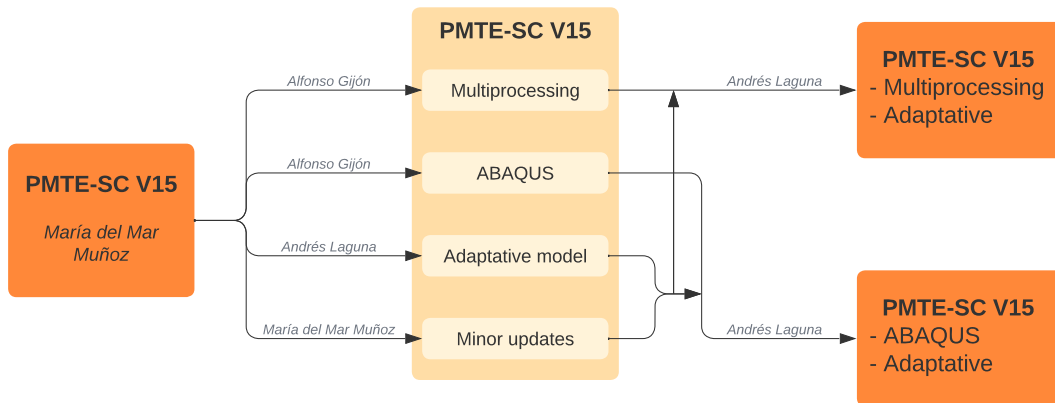 PMTE-SC V15
María del Mar
Muñoz
Alfonso Gijón
Alfonso Gijón
Andrés Laguna
María del Mar Muñoz
PMTE-SC V15
Multiprocessing
ABAQUS
Adaptative model
Minor updates
Andrés Laguna
Andrés Laguna
PMTE-SC V15
- Multiprocessing
- Adaptative
PMTE-SC V15
- ABAQUS
- Adaptative